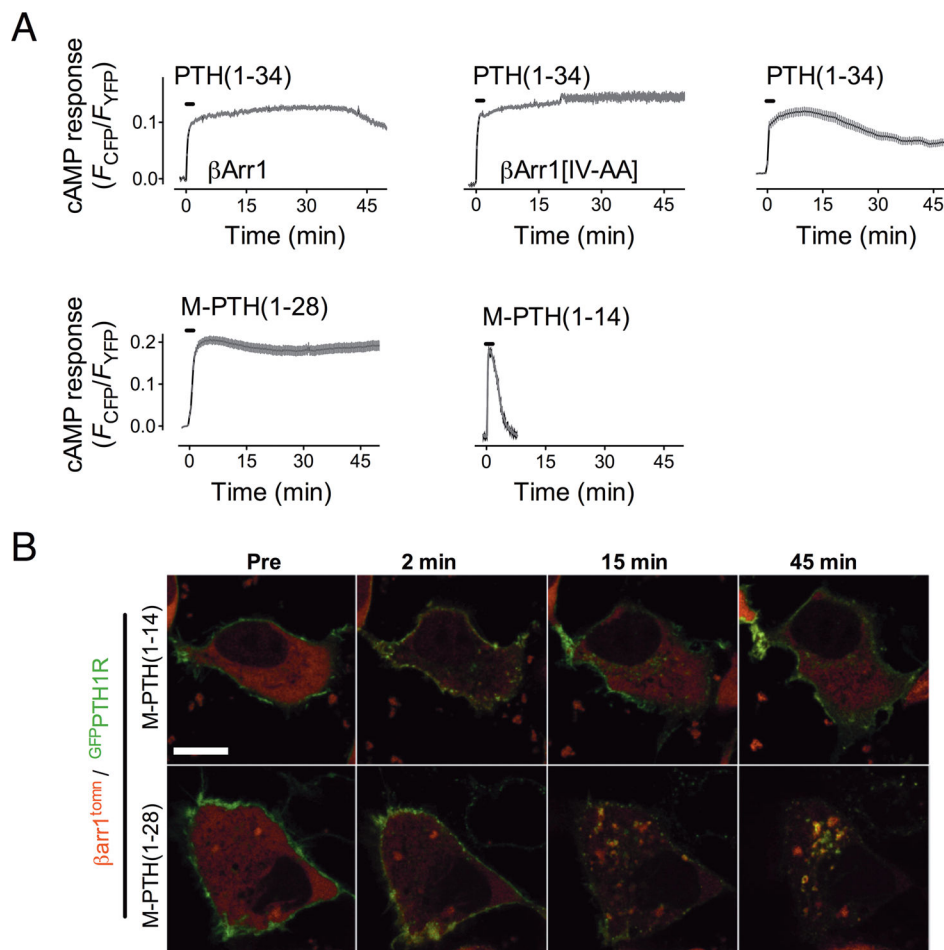 A
cAMP response
(FCFP/FYFP)
PTH(1-34)
0.1
0.0
βArr1
0 15 30 45
Time (min)
PTH(1-34)
βArr1[IV-AA]
0 15 30 45
Time (min)
PTH(1-34)
0 15 30 45
Time (min)
cAMP response
(FCFP/FYFP)
M-PTH(1-28)
0.2
0.1
0.0
0 15 30 45
Time (min)
M-PTH(1-14)
0 15 30 45
Time (min)
B
Pre 2 min 15 min 45 min
βarr1tomn / GFPPTH1R
M-PTH(1-14)
M-PTH(1-28)